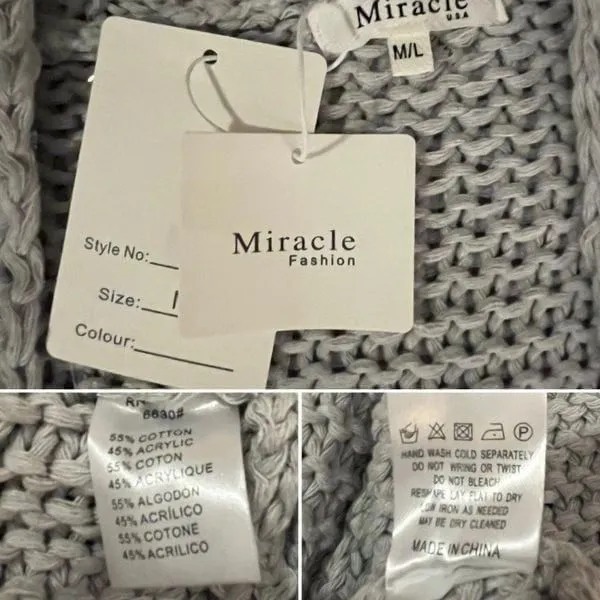 Miracle
USA
M/L
Style No:
Size:
Colour:
Miracle
Fashion
6630#
55% COTTON
45% ACRYLIC
55% COTON
45% ACRYLIQUE
55% ALGODÓN
45% ACRÍLICO
55% COTONE
45% ACRILICO
P
HAND WASH COLD SEPARATELY
DO NOT WRING OR TWIST
DO NOT BLEACH
RESHAPE LAY FLAT TO DRY
LOW IRON AS NEEDED
MAY BE DRY CLEANED
MADE IN CHINA